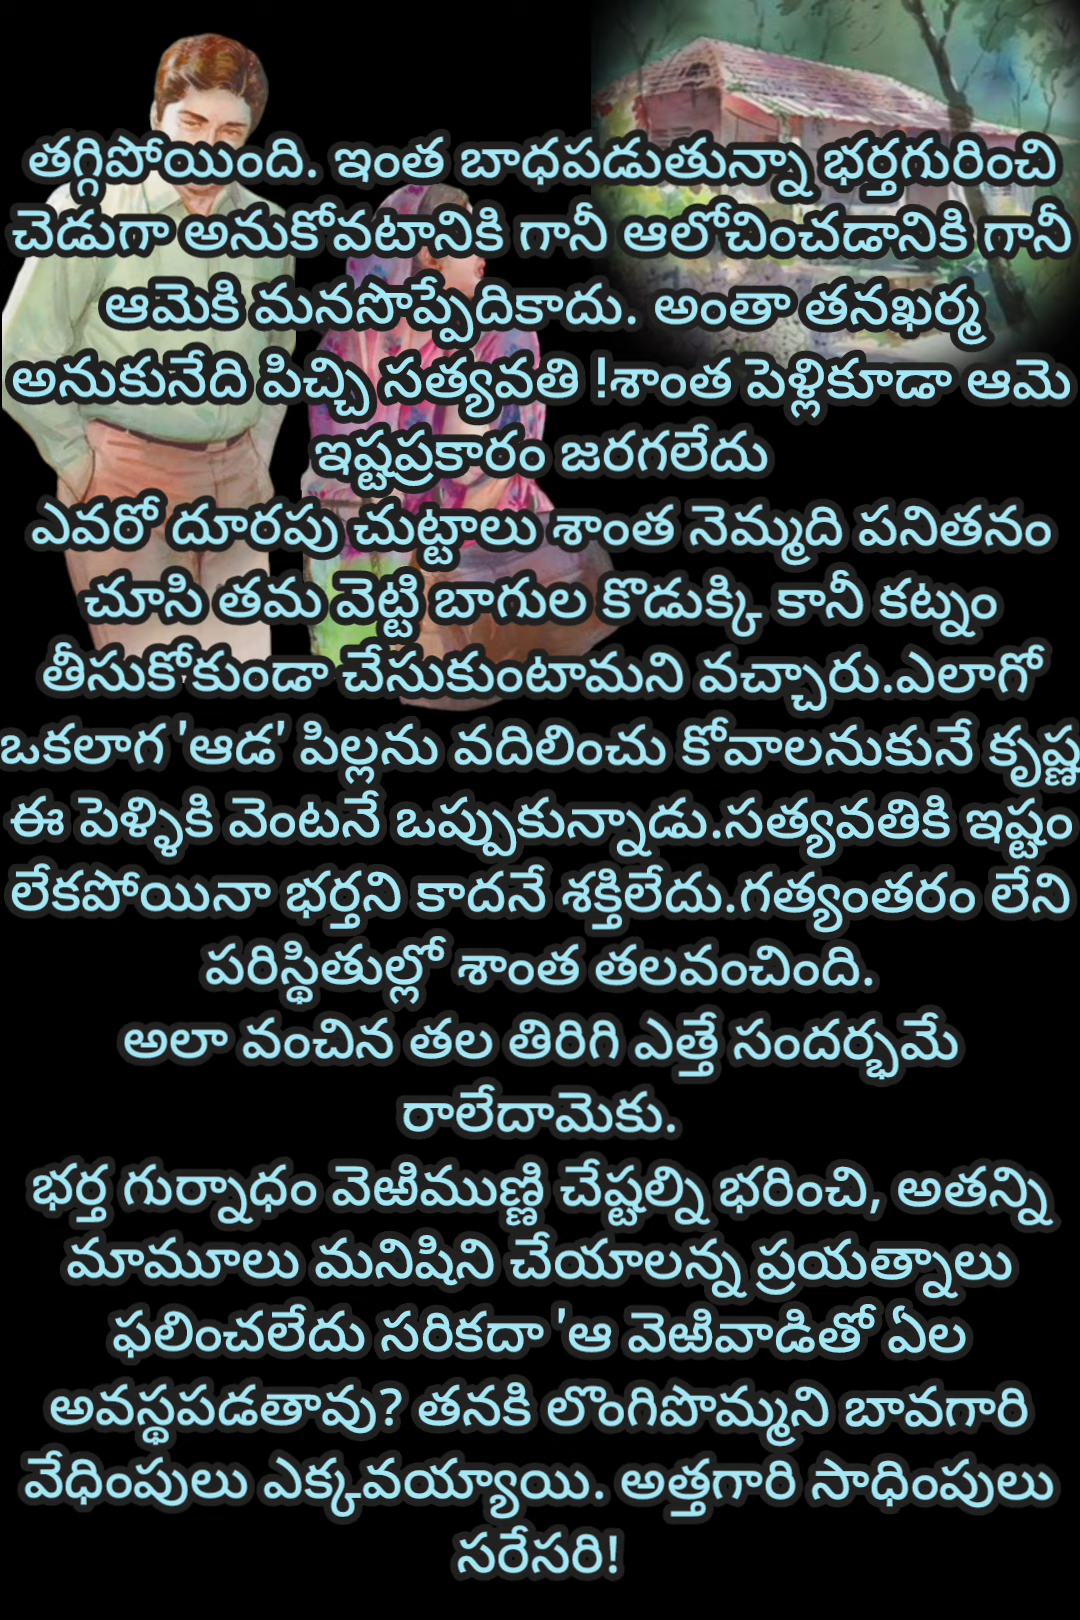 తగ్గిపోయింది. ఇంత బాధపడుతున్నా భర్తగురించి
చెడుగా అనుకోవటానికి గానీ ఆలోచించడానికి గానీ
ఆమెకి మనసొప్పేదికాదు. అంతా తనఖర్మ
అనుకునేది పిచ్చి సత్యవతి !శాంత పెళ్లికూడా ఆమె
ఇష్టప్రకారం జరగలేదు
ఎవరో దూరపు చుట్టాలు శాంత నెమ్మది పనితనం
చూసి తమ వెట్టి బాగుల కొడుక్కి కానీ కట్నం
తీసుకోకుండా చేసుకుంటామని వచ్చారు.ఎలాగో
ఒకలాగ 'ఆడ' పిల్లను వదిలించు కోవాలనుకునే కృష్ణ
ఈ పెళ్ళికి వెంటనే ఒప్పుకున్నాడు.సత్యవతికి ఇష్టం
లేకపోయినా భర్తని కాదనే శక్తిలేదు.గత్యంతరం లేని
పరిస్థితుల్లో శాంత తలవంచింది.
అలా వంచిన తల తిరిగి ఎత్తే సందర్భమే
రాలేదామెకు.
భర్త గుర్నాధం వెఱిముణ్ణి చేష్టల్ని భరించి, అతన్ని
మామూలు మనిషిని చేయాలన్న ప్రయత్నాలు
ఫలించలేదు సరికదా 'ఆ వెఱివాడితో ఏల
అవస్థపడతావు? తనకి లొంగిపొమ్మని బావగారి
వేధింపులు ఎక్కవయ్యాయి. అత్తగారి సాధింపులు
సరేసరి!